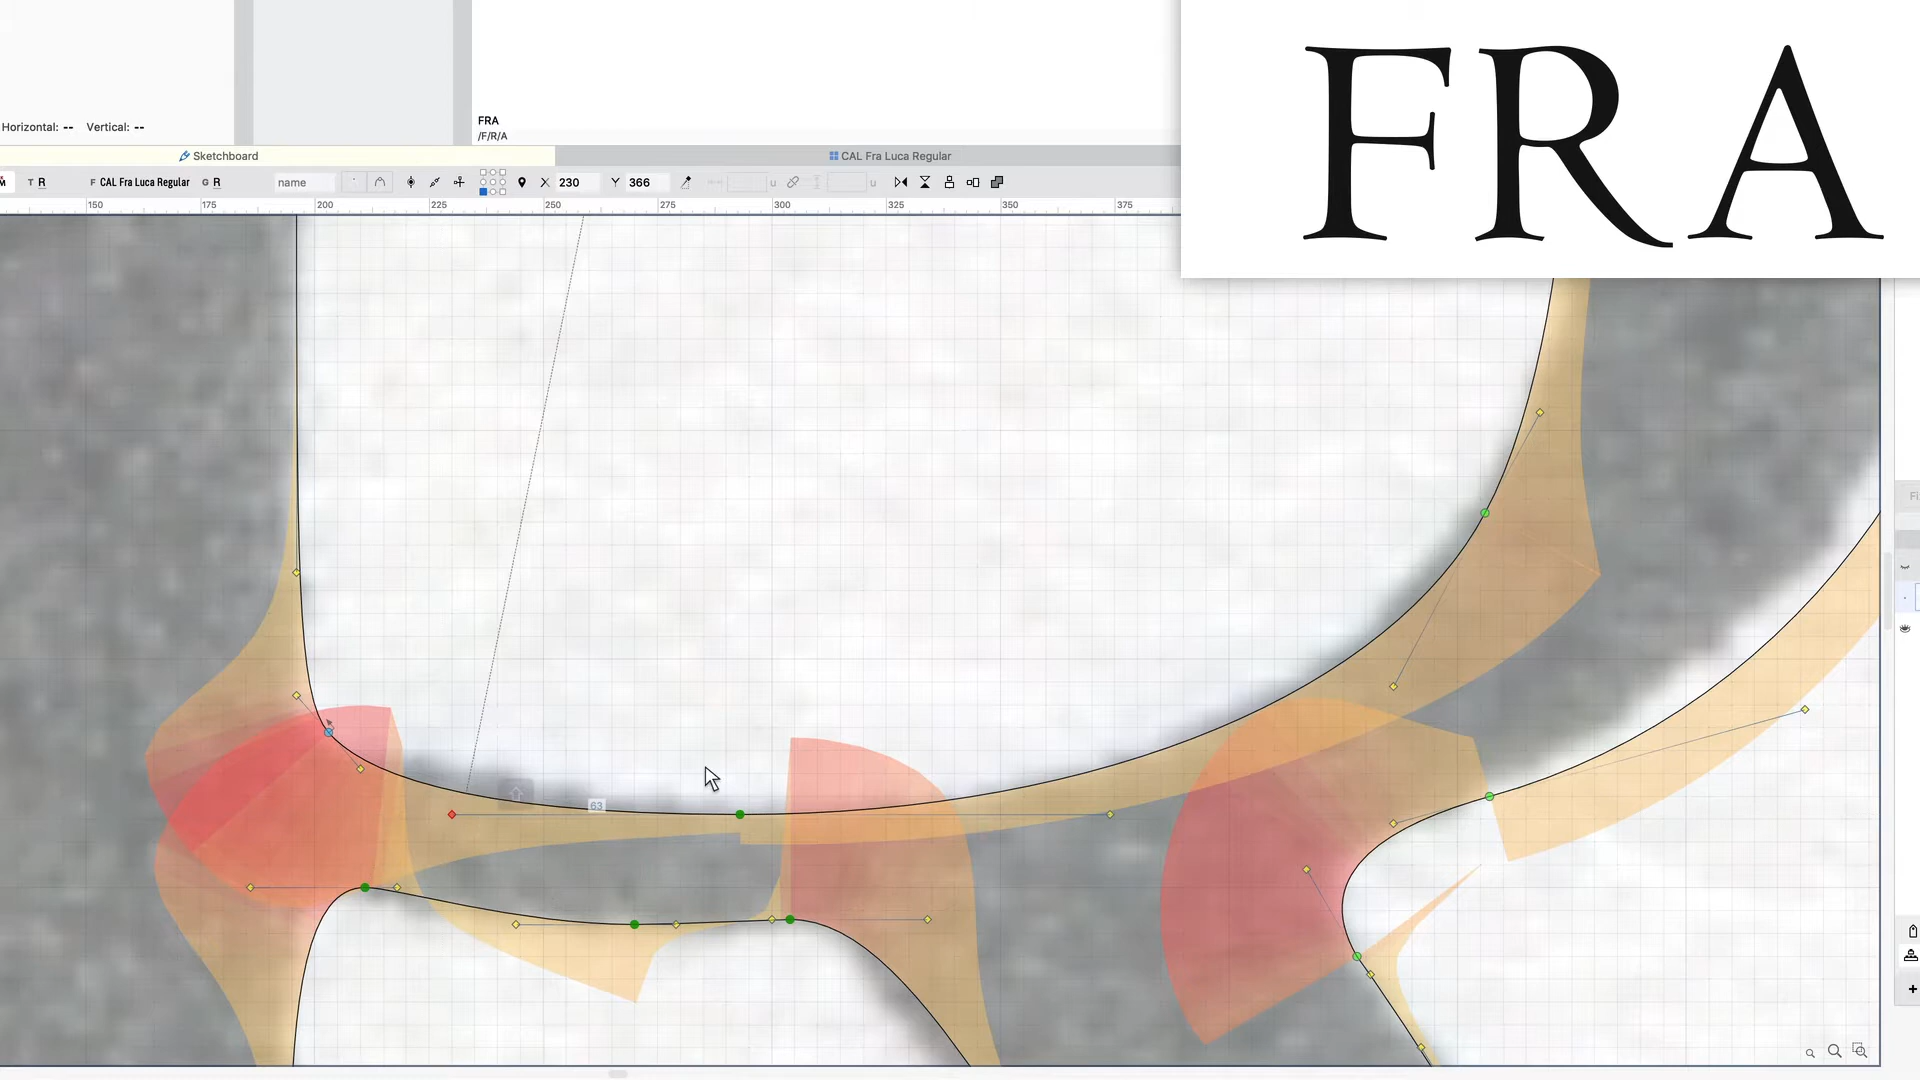 FRA
Horizontal: -- Vertical: --
FRA
/F/R/A
Sketchboard
CAL Fra Luca Regular
T R F CAL Fra Luca Regular G R name X 230 Y 366 u u
150 175 200 225 250 275 300 325 350 375
63